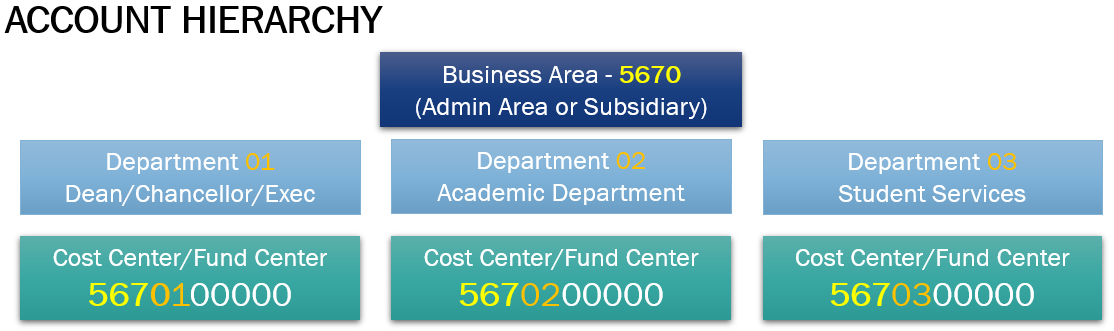 ACCOUNT HIERARCHY
Business Area - 5670
(Admin Area or Subsidiary)
Department 01
Dean/Chancellor/Exec
Department 02
Academic Department
Department 03
Student Services
Cost Center/Fund Center
5670100000
Cost Center/Fund Center
5670200000
Cost Center/Fund Center
5670300000